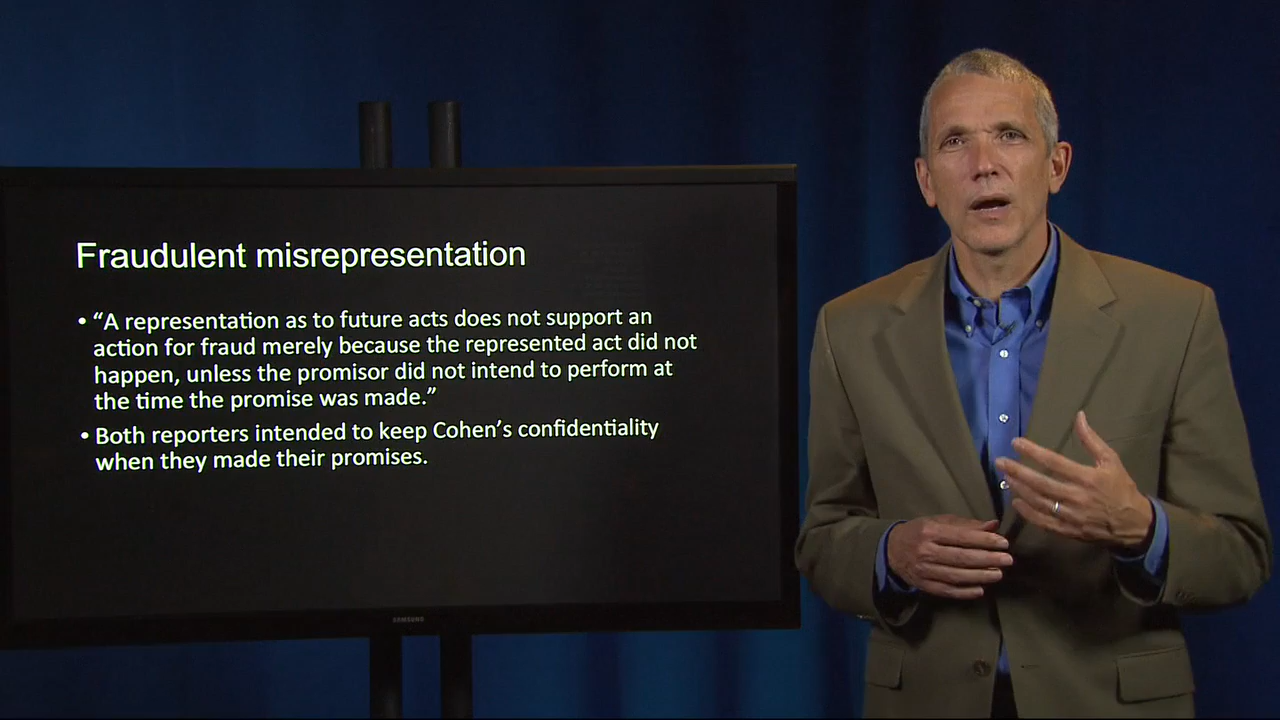 Fraudulent misrepresentation
• “A representation as to future acts does not support an
action for fraud merely because the represented act did not
happen, unless the promisor did not intend to perform at
the time the promise was made.”
• Both reporters intended to keep Cohen’s confidentiality
when they made their promises.
SAMSUNG